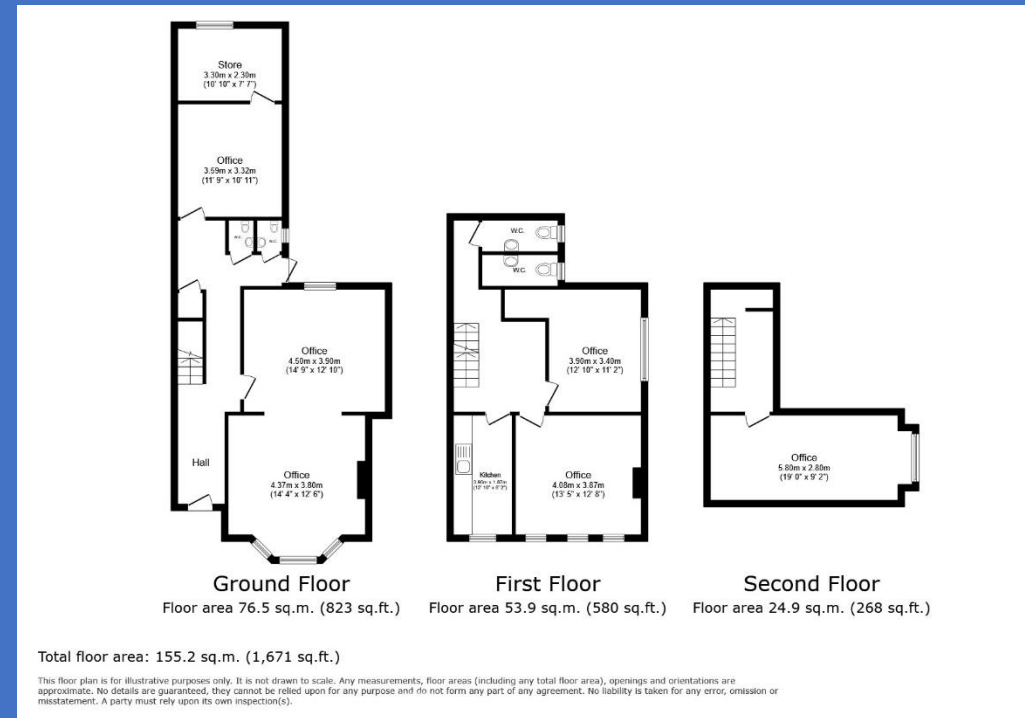 Store
3.30m x 2.30m
(10' 10" x 7' 7")
Office
3.59m x 3.32m
(11' 9" x 10' 11")
W.C.
W.C.
Office
4.50m x 3.90m
(14' 9" x 12' 10")
Hall
Office
4.37m x 3.80m
(14' 4" x 12' 6")
Ground Floor
Floor area 76.5 sq.m. (823 sq.ft.)
W.C.
W.C.
Office
3.90m x 3.40m
(12' 10" x 11' 2")
Kitchen
(12' 10" x 6' 2")
Office
4.08m x 3.87m
(13' 5" x 12' 8")
First Floor
Floor area 53.9 sq.m. (580 sq.ft.)
Office
5.80m x 2.80m
(19' 0" x 9' 2")
Second Floor
Floor area 24.9 sq.m. (268 sq.ft.)
Total floor area: 155.2 sq.m. (1,671 sq.ft.)
This floor plan is for illustrative purposes only. It is not drawn to scale. Any measurements, floor areas (including any total floor area), openings and orientations are
approximate. No details are guaranteed, they cannot be relied upon for any purpose and do not form any part of any agreement. No liability is taken for any error, omission or
misstatement. A party must rely upon its own inspection(s).